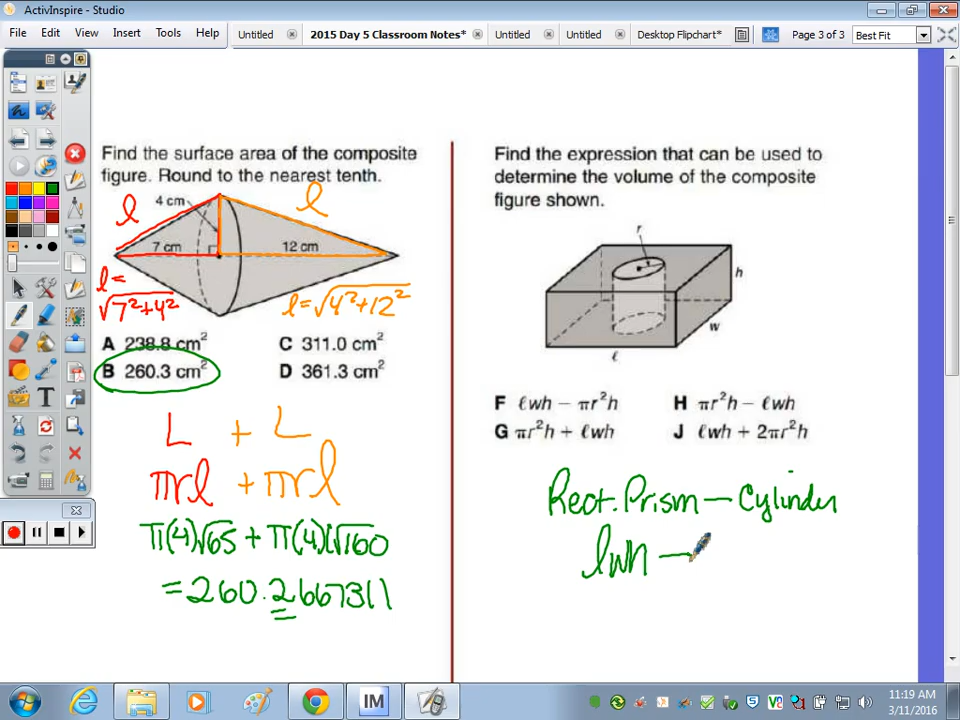 ActivInspire - Studio
File Edit View Insert Tools Help Untitled 2015 Day 5 Classroom Notes* Untitled Untitled Desktop Flipchart* Page 3 of 3 Best Fit
Find the surface area of the composite
figure. Round to the nearest tenth.
4 cm
l
l
7 cm
12 cm
l =
√7²+4²
l = √4²+12²
A 238.8 cm²
C 311.0 cm²
B 260.3 cm²
D 361.3 cm²
L + L
πrl + πrl
π(4)√65 + π(4)(√160
= 260.2667311
Find the expression that can be used to
determine the volume of the composite
figure shown.
r
h
w
ℓ
F ℓwh − πr²h
H πr²h − ℓwh
G πr²h + ℓwh
J ℓwh + 2πr²h
Rect. Prism — Cylinder
lwh —
IM
11:19 AM
3/11/2016